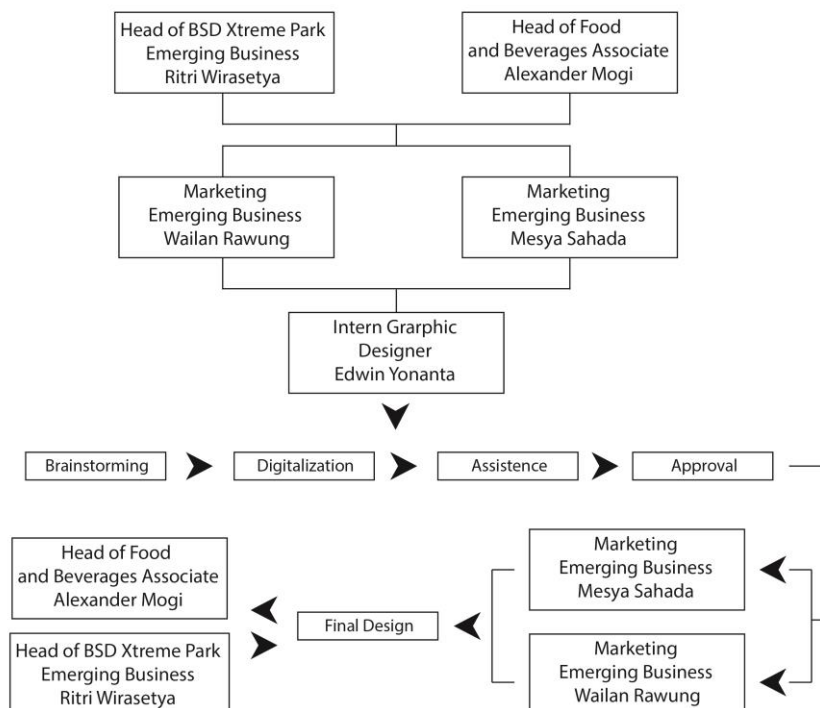 Head of BSD Xtreme Park
Emerging Business
Ritri Wirasetya
Head of Food
and Beverages Associate
Alexander Mogi
Marketing
Emerging Business
Wailan Rawung
Marketing
Emerging Business
Mesya Sahada
Intern Grarphic
Designer
Edwin Yonanta
Brainstorming
Digitalization
Assistence
Approval
Head of Food
and Beverages Associate
Alexander Mogi
Head of BSD Xtreme Park
Emerging Business
Ritri Wirasetya
Final Design
Marketing
Emerging Business
Mesya Sahada
Marketing
Emerging Business
Wailan Rawung